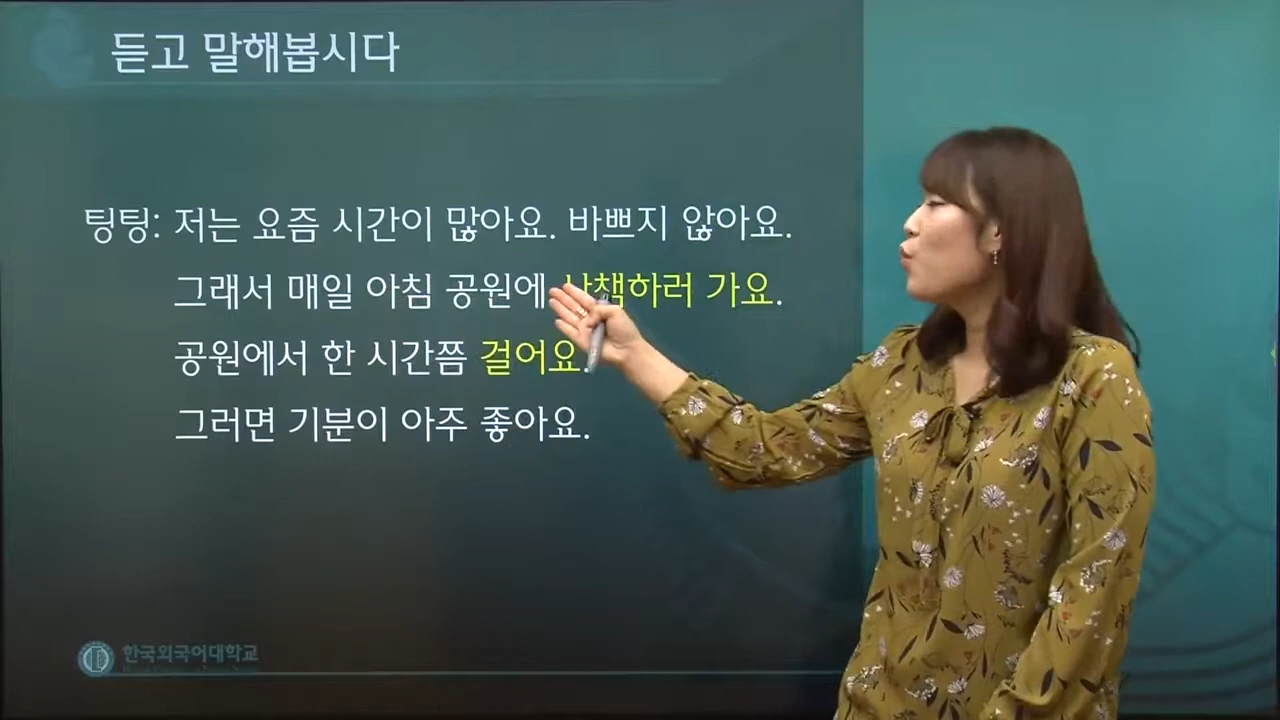 듣고 말해봅시다
팅팅: 저는 요즘 시간이 많아요. 바쁘지 않아요.
그래서 매일 아침 공원에 산책하러 가요.
공원에서 한 시간쯤 걸어요.
그러면 기분이 아주 좋아요.
한국외국어대학교